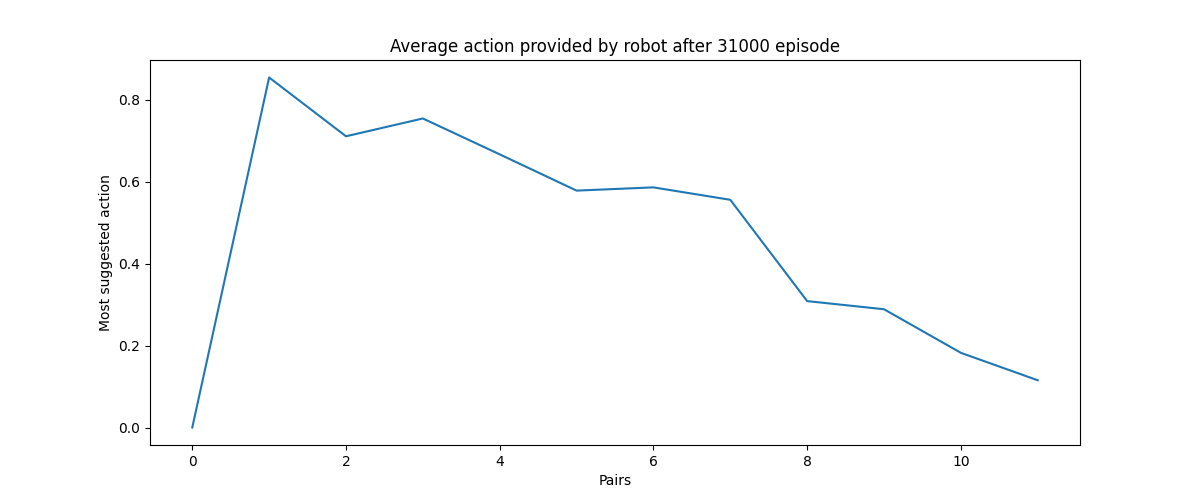 Average action provided by robot after 31000 episode
Most suggested action
0.8
0.6
0.4
0.2
0.0
0 2 4 6 8 10
Pairs